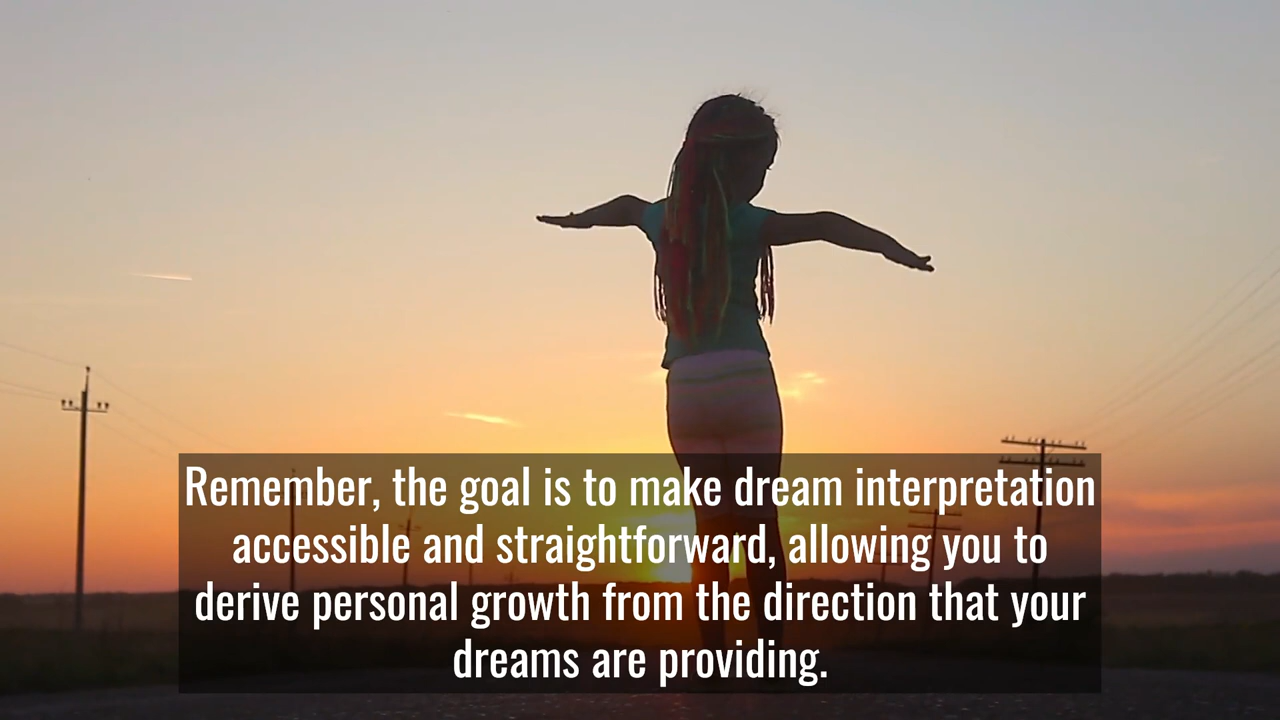 Remember, the goal is to make dream interpretation
accessible and straightforward, allowing you to
derive personal growth from the direction that your
dreams are providing.